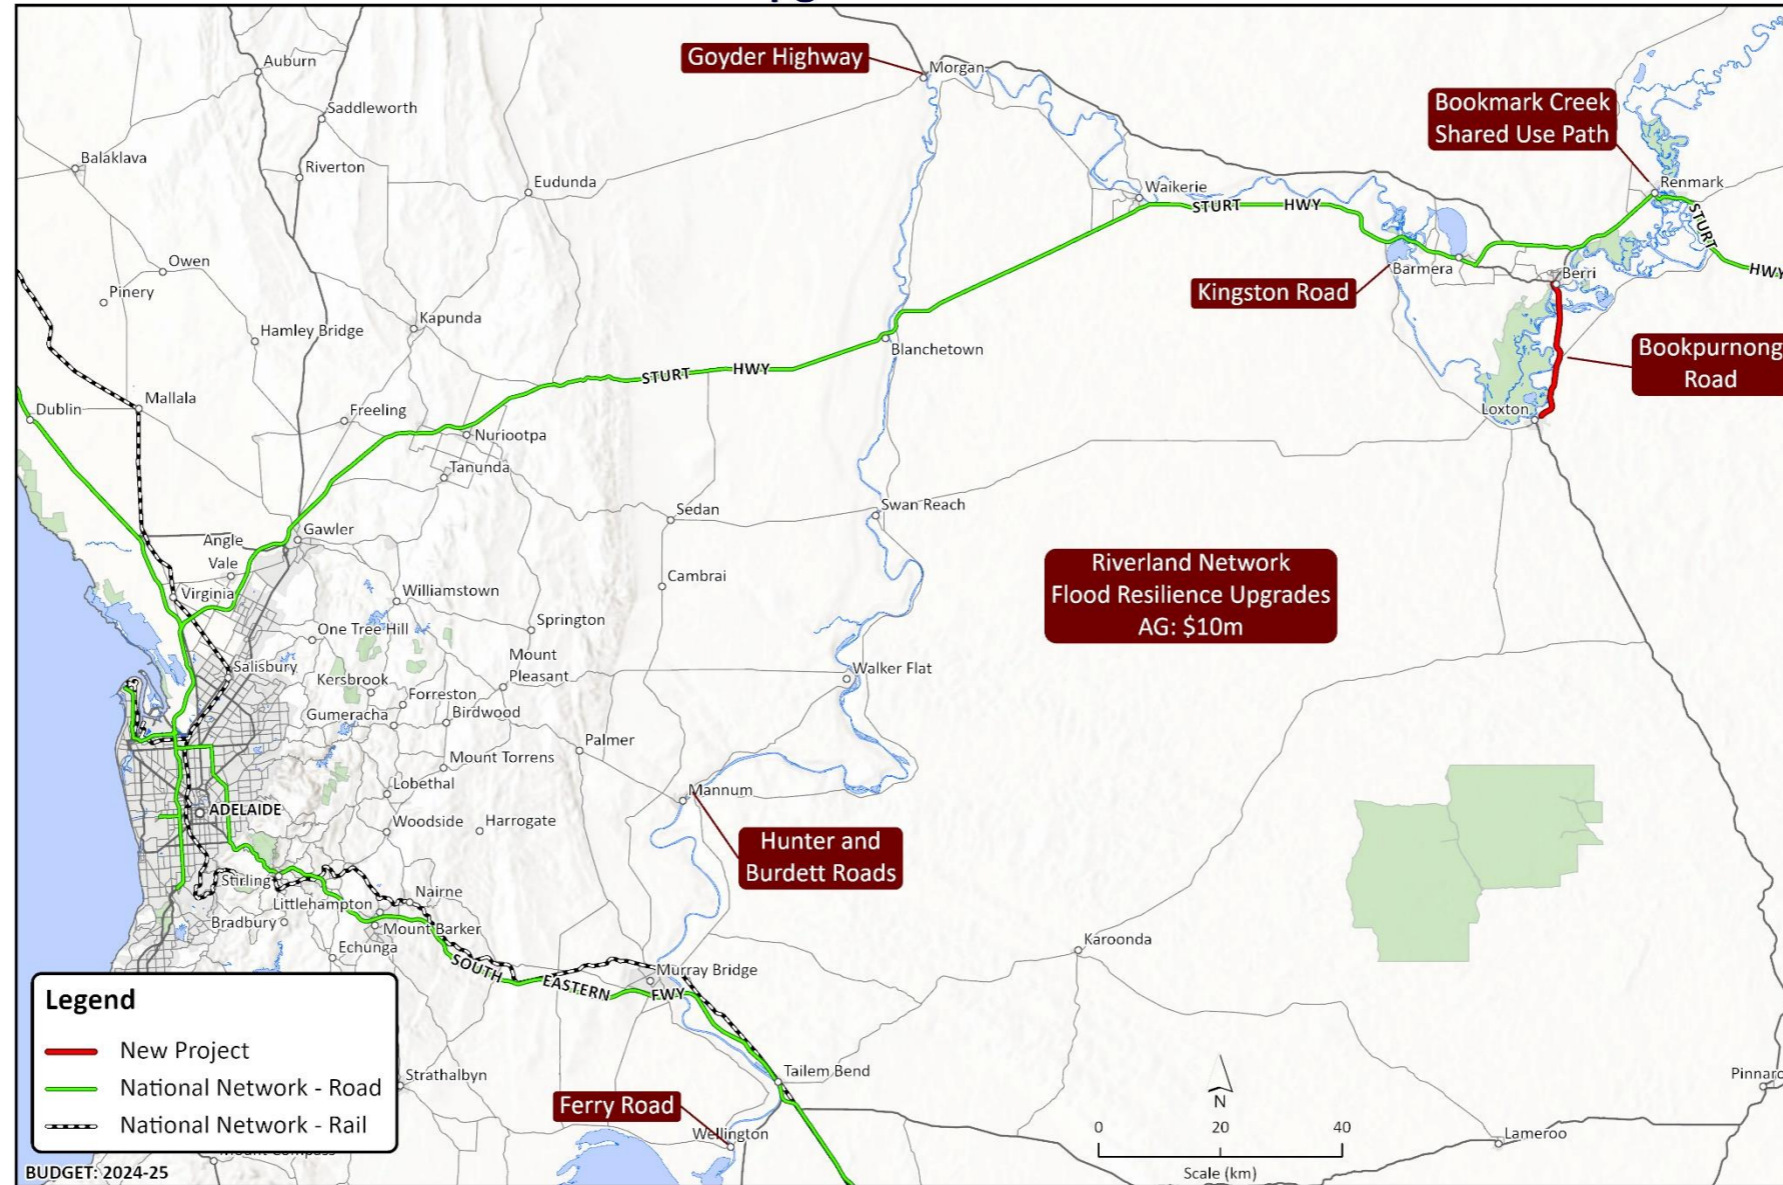 Goyder Highway
Morgan
Auburn
Saddleworth
Bookmark Creek
Shared Use Path
Balaklava
Riverton
Eudunda
Waikerie
Renmark
STURT HWY
STURT
HWY
Owen
Pinery
Barmera
Berri
Kingston Road
Hamley Bridge
Kapunda
Blanchetown
Bookpurnong
Road
STURT HWY
Mallala
Dublin
Freeling
Loxton
Nuriootpa
Tanunda
Swan Reach
Sedan
Gawler
Angle
Vale
Cambrai
Riverland Network
Flood Resilience Upgrades
AG: $10m
Virginia
Williamstown
One Tree Hill
Springton
Mount
Pleasant
Salisbury
Kersbrook
Walker Flat
Forreston
Gumeracha
Birdwood
Palmer
Mount Torrens
Lobethal
Mannum
ADELAIDE
Woodside
Harrogate
Hunter and
Burdett Roads
Stirling
Nairne
Littlehampton
Bradbury
Mount Barker
Echunga
Karoonda
SOUTH EASTERN FWY
Murray Bridge
Legend
New Project
National Network - Road
National Network - Rail
Strathalbyn
Tailem Bend
Pinnaro
N
Ferry Road
Wellington
0 20 40
Scale (km)
Lameroo
BUDGET: 2024-25